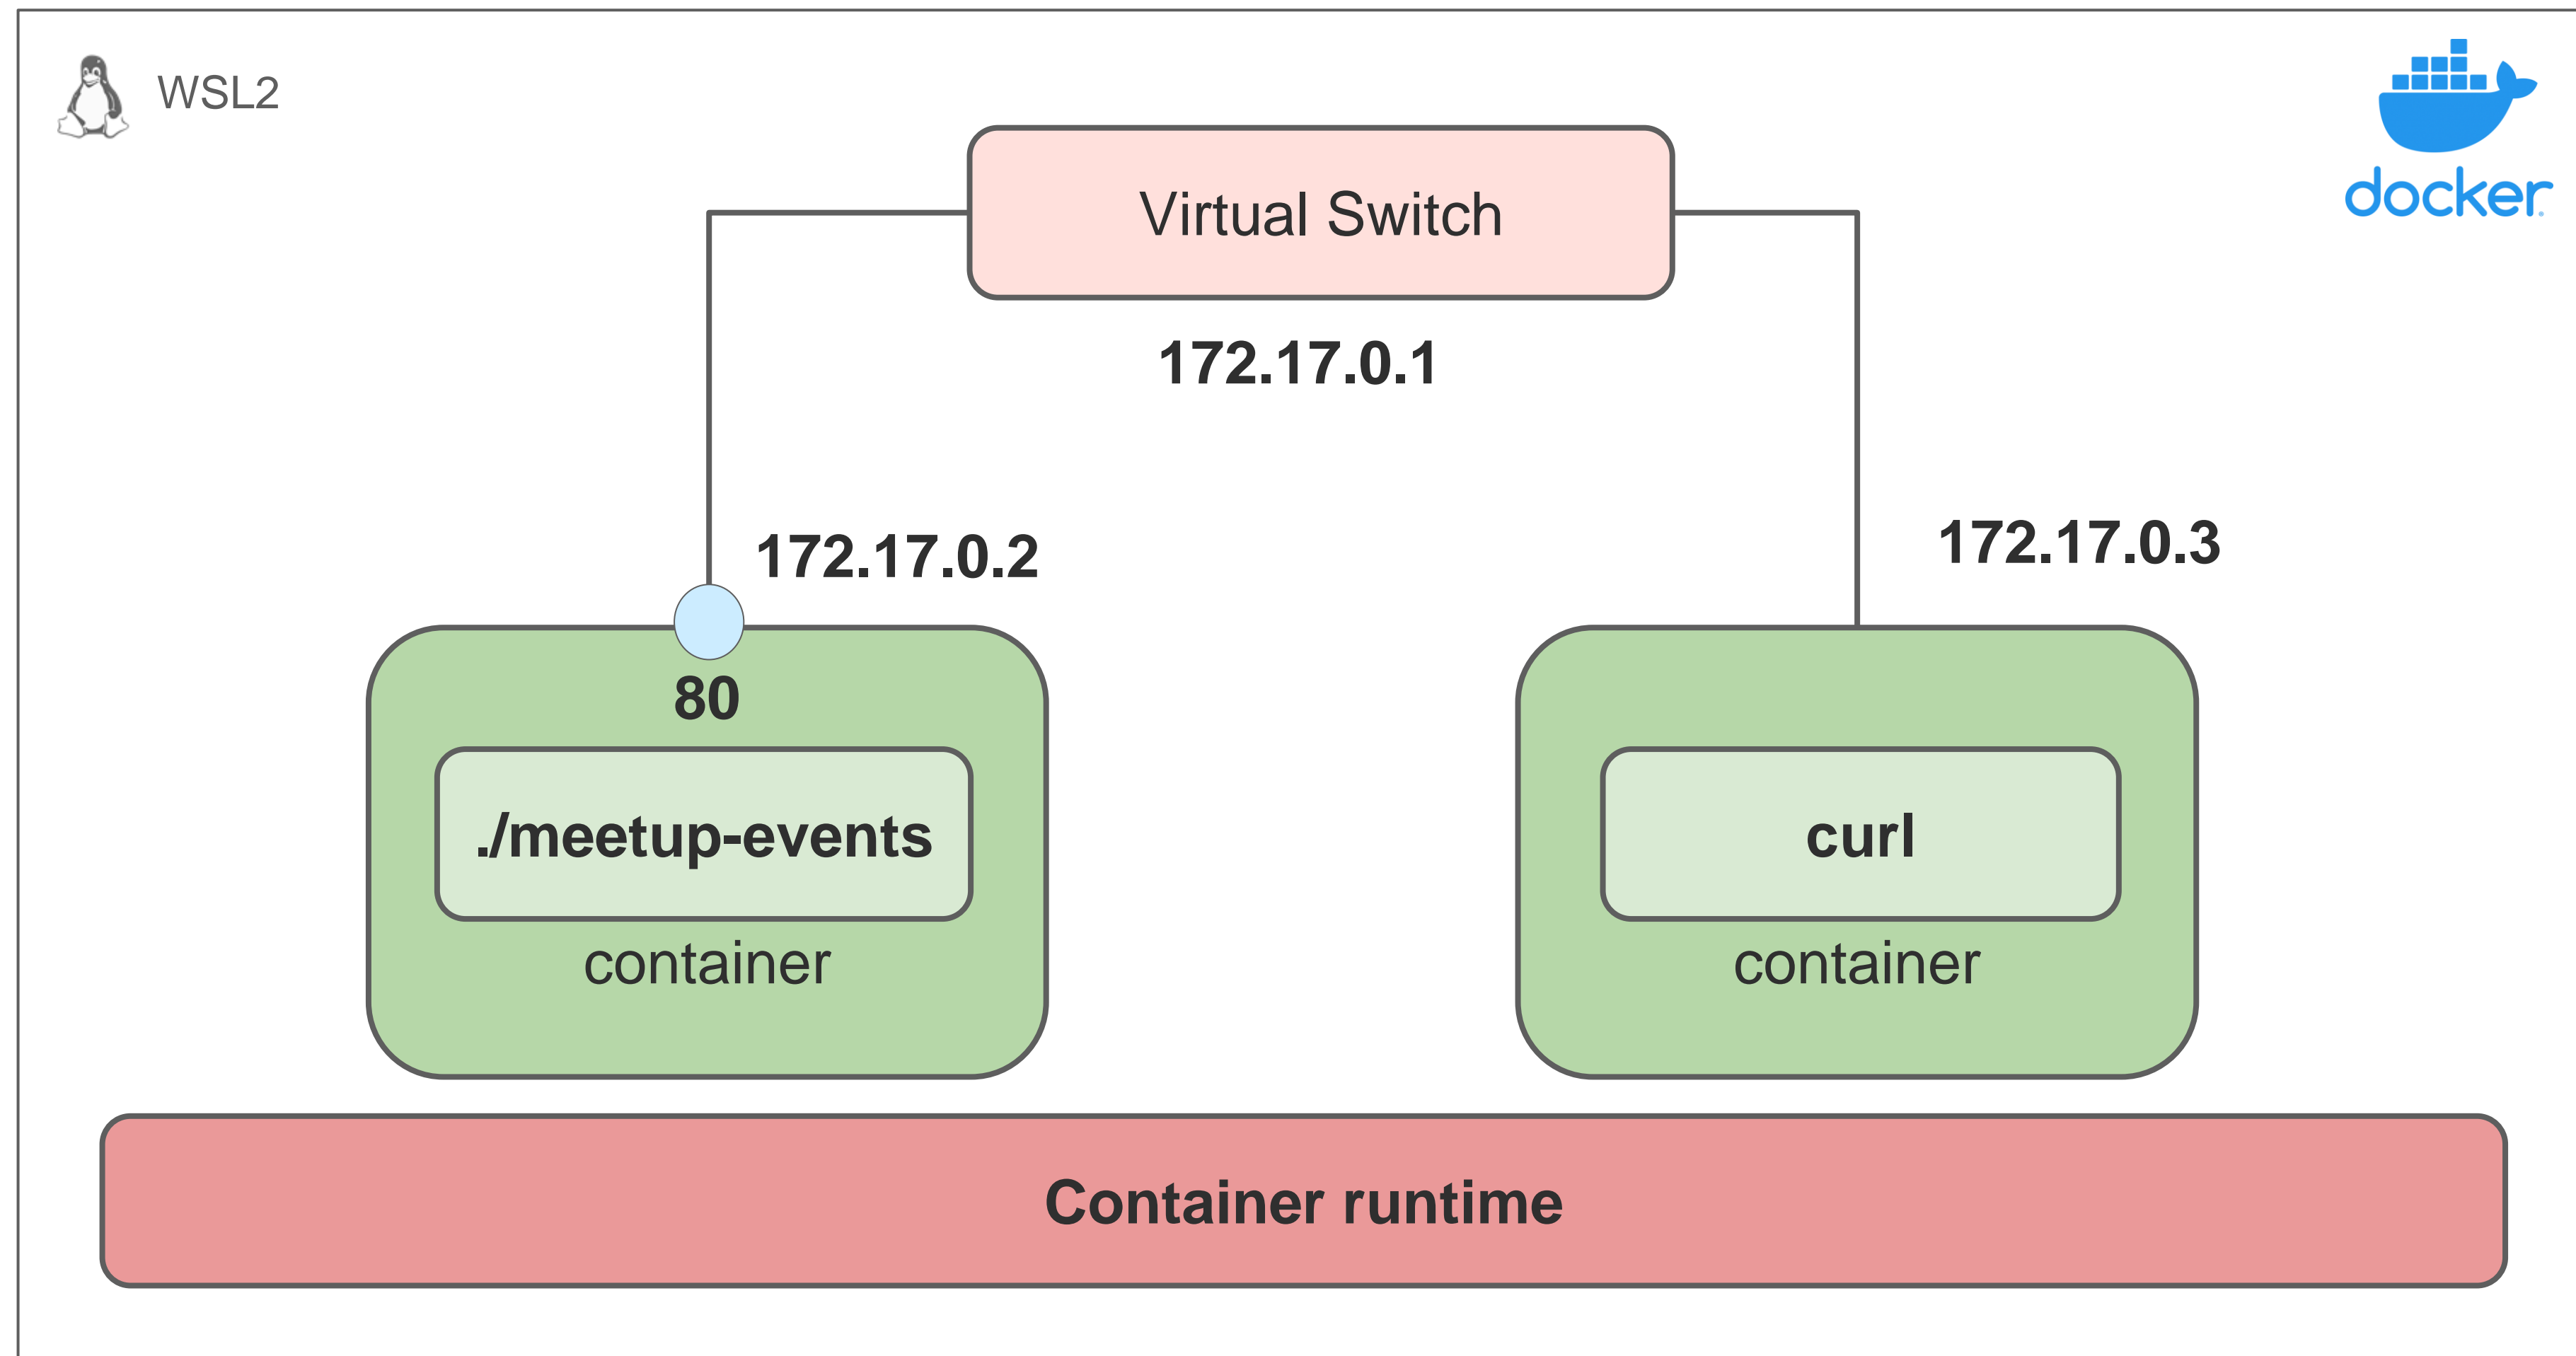 WSL2
docker
Virtual Switch
172.17.0.1
172.17.0.2
172.17.0.3
80
./meetup-events
curl
container
container
Container runtime